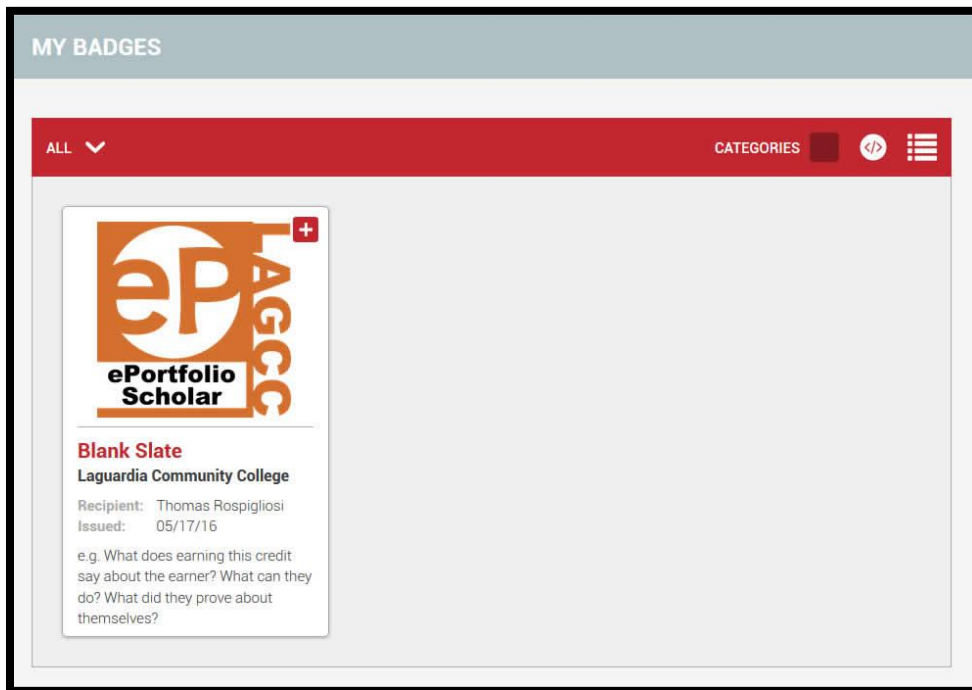 MY BADGES
ALL
CATEGORIES
</>
+
eP
LAGCC
ePortfolio
Scholar
Blank Slate
Laguardia Community College
Recipient: Thomas Rospigliosi
Issued: 05/17/16
e.g. What does earning this credit
say about the earner? What can they
do? What did they prove about
themselves?